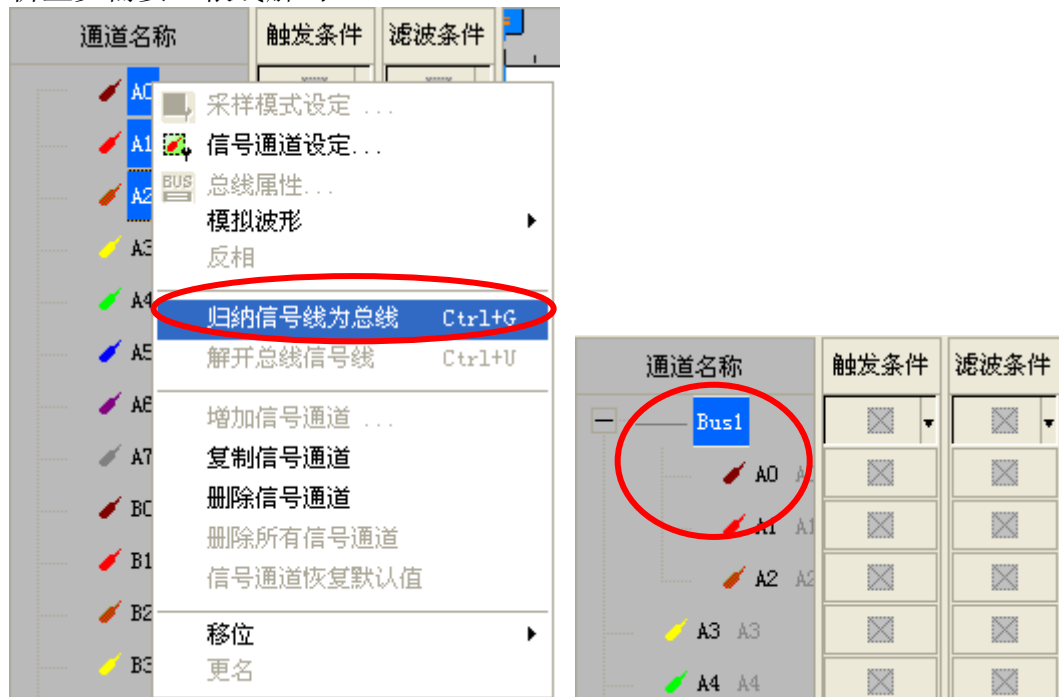 通道名称 触发条件 滤波条件
A0
A1
A2
A3
A4
A5
A6
A7
B0
B1
B2
B3
采样模式设定 ...
信号通道设定...
BUS 总线属性...
模拟波形
反相
归纳信号线为总线 Ctrl+G
解开总线信号线 Ctrl+U
增加信号通道 ...
复制信号通道
删除信号通道
删除所有信号通道
信号通道恢复默认值
移位
更名
通道名称 触发条件 滤波条件
Bus1
A0
A1 A1
A2 A2
A3 A3
A4 A4